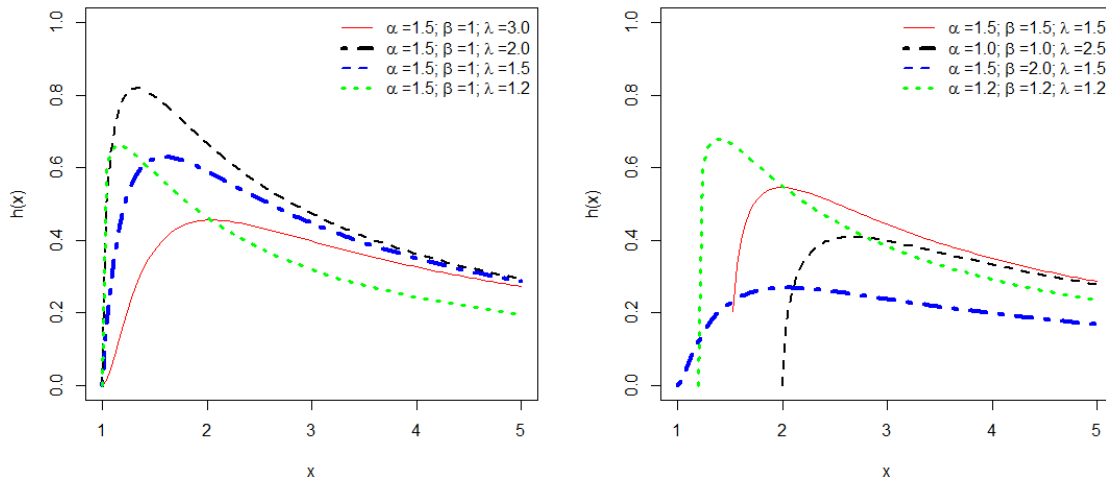 α =1.5; β =1; λ =3.0
α =1.5; β =1; λ =2.0
α =1.5; β =1; λ =1.5
α =1.5; β =1; λ =1.2
h(x)
1.0
0.8
0.6
0.4
0.2
0.0
1 2 3 4 5
x
α =1.5; β =1.5; λ =1.5
α =1.0; β =1.0; λ =2.5
α =1.5; β =2.0; λ =1.5
α =1.2; β =1.2; λ =1.2
h(x)
1.0
0.8
0.6
0.4
0.2
0.0
1 2 3 4 5
x